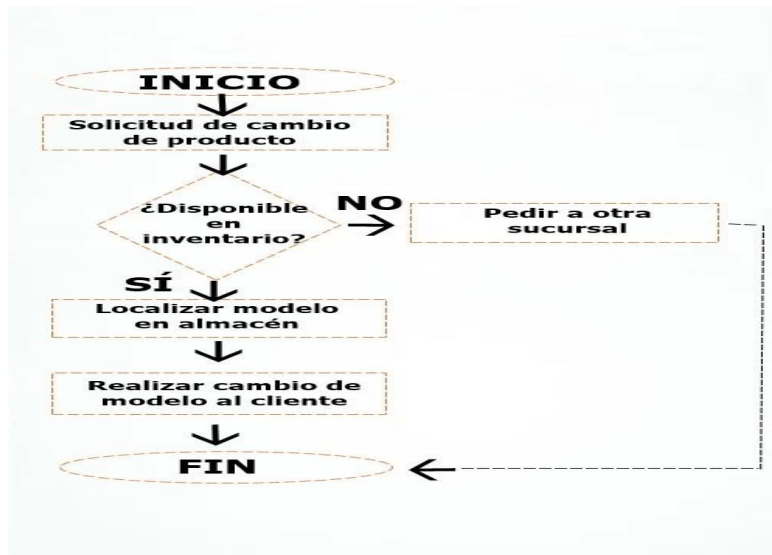 INICIO
Solicitud de cambio
de producto
¿Disponible
en
inventario?
NO
Pedir a otra
sucursal
SÍ
Localizar modelo
en almacén
Realizar cambio de
modelo al cliente
FIN